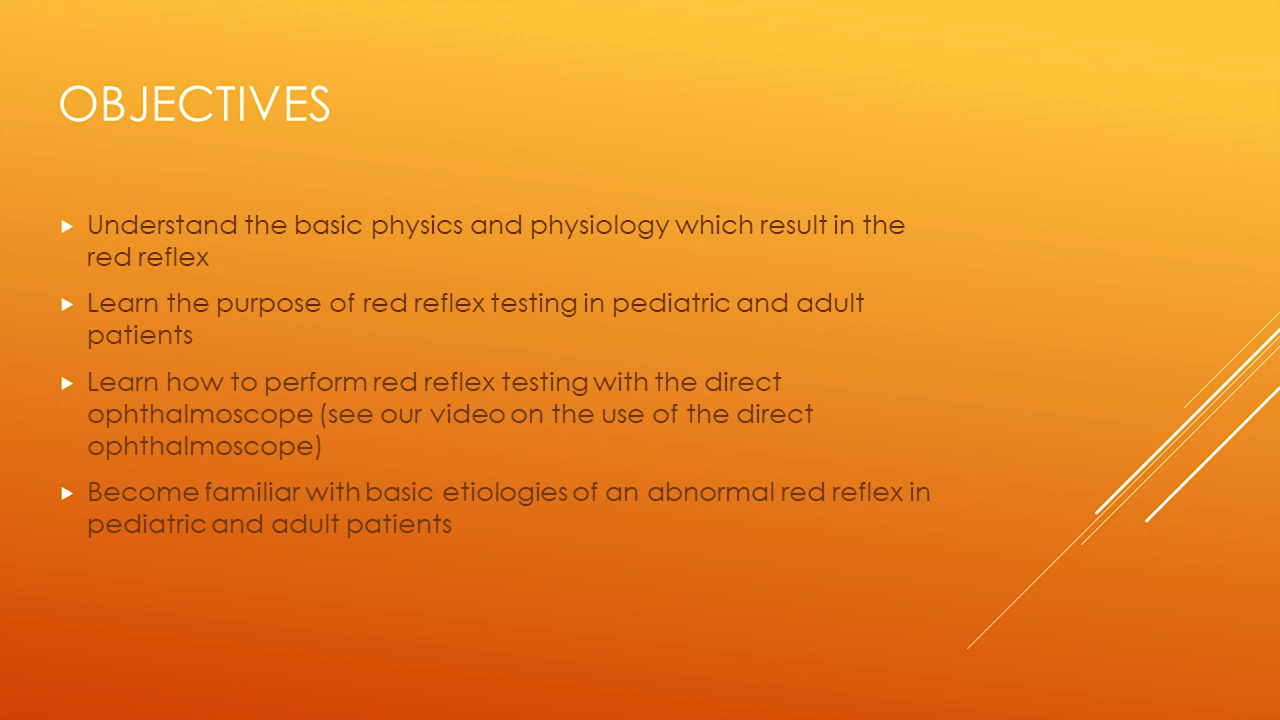 OBJECTIVES
Understand the basic physics and physiology which result in the
red reflex
Learn the purpose of red reflex testing in pediatric and adult
patients
Learn how to perform red reflex testing with the direct
ophthalmoscope (see our video on the use of the direct
ophthalmoscope)
Become familiar with basic etiologies of an abnormal red reflex in
pediatric and adult patients